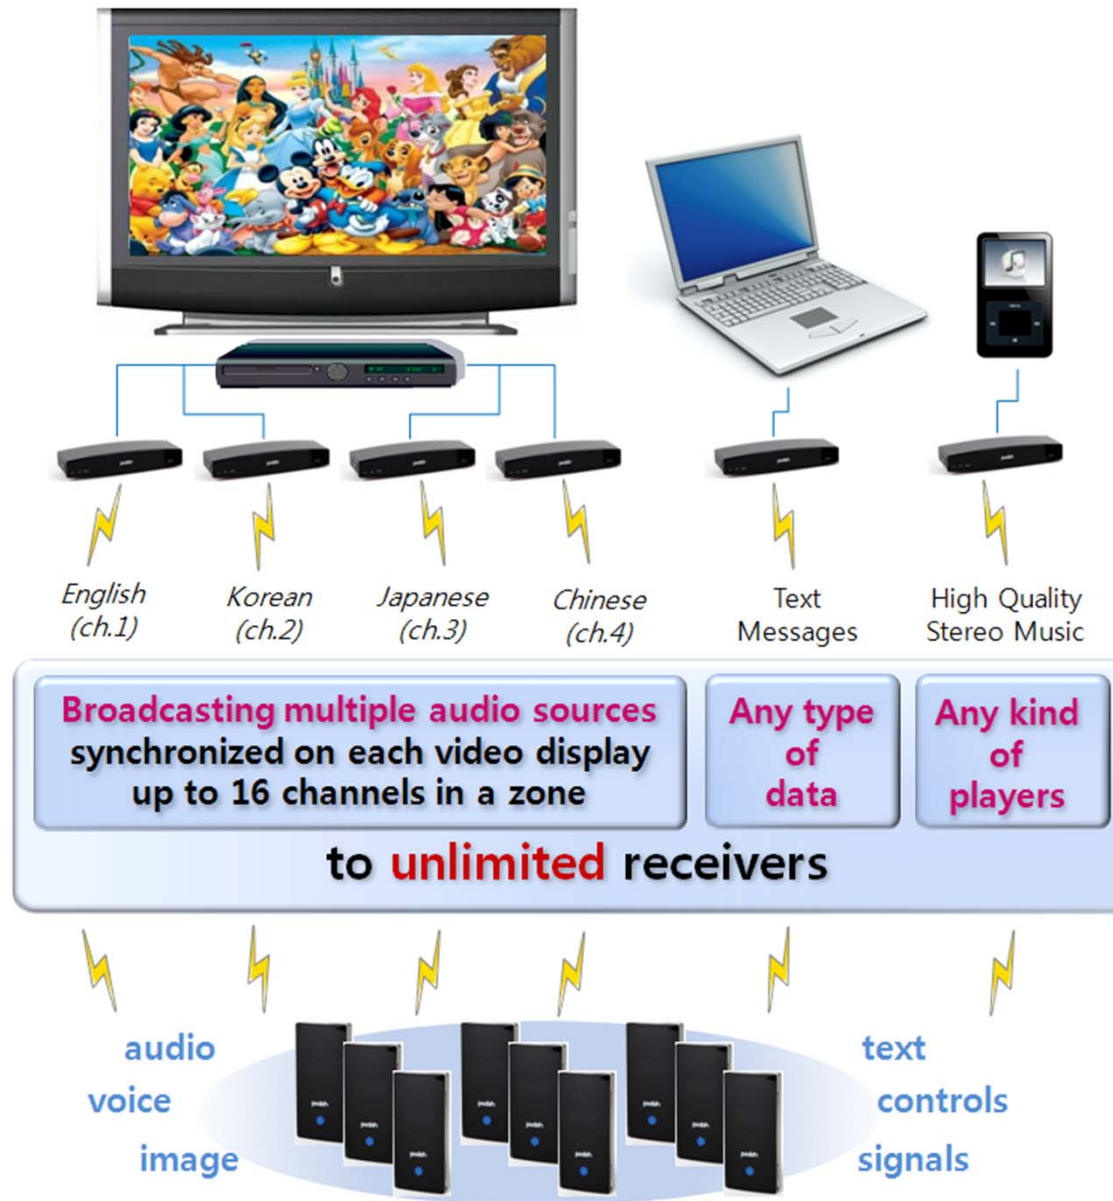 English
(ch.1)
Korean
(ch.2)
Japanese
(ch.3)
Chinese
(ch.4)
Text
Messages
High Quality
Stereo Music
Broadcasting multiple audio sources
synchronized on each video display
up to 16 channels in a zone
Any type
of
data
Any kind
of
players
to unlimited receivers
audio
voice
image
text
controls
signals